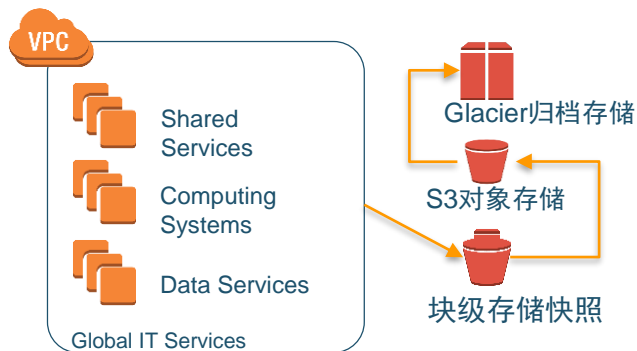 VPC
Shared
Services
Computing
Systems
Data Services
Global IT Services
Glacier归档存储
S3对象存储
块级存储快照